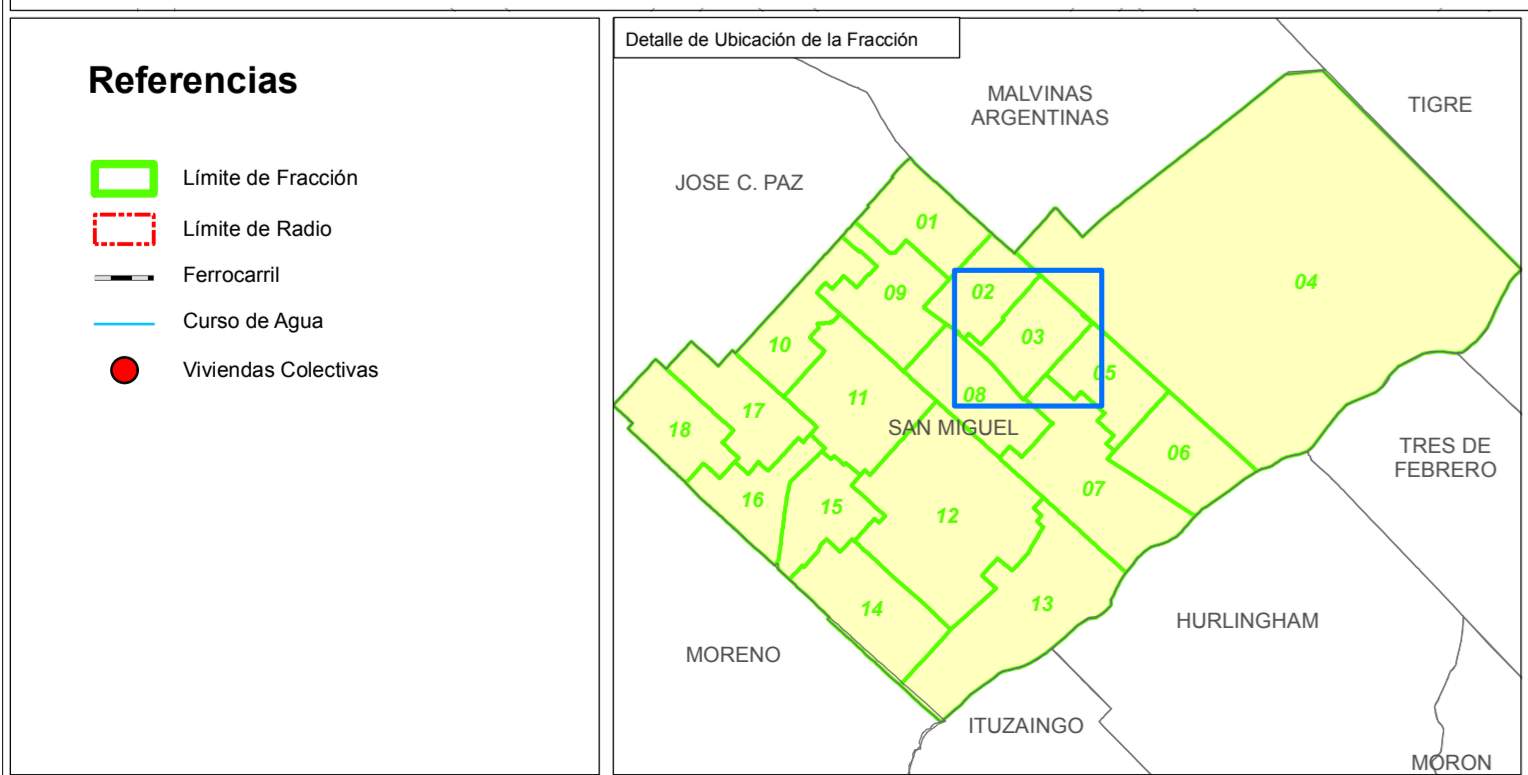 Referencias
Límite de Fracción
Límite de Radio
Ferrocarril
Curso de Agua
Viviendas Colectivas
Detalle de Ubicación de la Fracción
MALVINAS
ARGENTINAS
TIGRE
JOSE C. PAZ
01
04
02
09
03
10
05
11
08
17
SAN MIGUEL
18
TRES DE
FEBRERO
06
07
16
15
12
14
13
HURLINGHAM
MORENO
ITUZAINGO
MORON